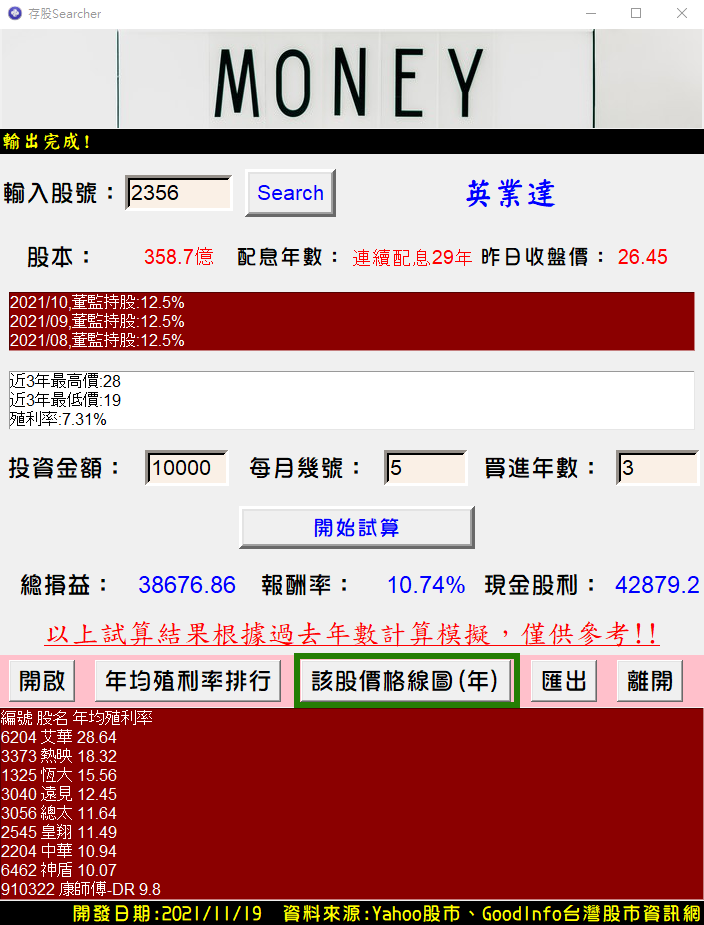 存股Searcher
MONEY
輸出完成!
輸入股號： 2356 Search 英業達
股本： 358.7億 配息年數： 連續配息29年 昨日收盤價： 26.45
2021/10,董監持股:12.5%
2021/09,董監持股:12.5%
2021/08,董監持股:12.5%
近3年最高價:28
近3年最低價:19
殖利率:7.31%
投資金額： 10000 每月幾號： 5 買進年數： 3
開始試算
總損益： 38676.86 報酬率： 10.74% 現金股利： 42879.2
以上試算結果根據過去年數計算模擬，僅供參考!!
開啟 年均殖利率排行 該股價格線圖(年) 匯出 離開
編號 股名 年均殖利率
6204 艾華 28.64
3373 熱映 18.32
1325 恆大 15.56
3040 遠見 12.45
3056 總太 11.64
2545 皇翔 11.49
2204 中華 10.94
6462 神盾 10.07
910322 康師傅-DR 9.8
開發日期:2021/11/19 資料來源:Yahoo股市、GoodInfo台灣股市資訊網